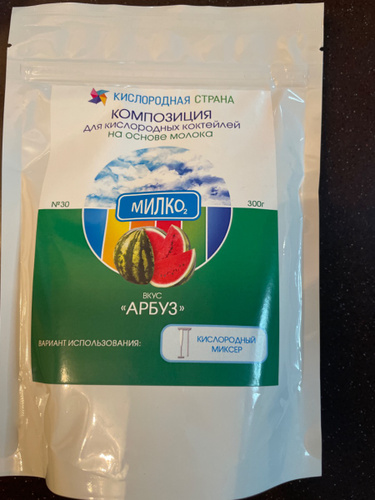 КИСЛОРОДНАЯ СТРАНА
КОМПОЗИЦИЯ
для кислородных коктейлей
на основе молока
МИЛКО₂
№30
300г
ВКУС
«АРБУЗ»
ВАРИАНТ ИСПОЛЬЗОВАНИЯ:
КИСЛОРОДНЫЙ
МИКСЕР